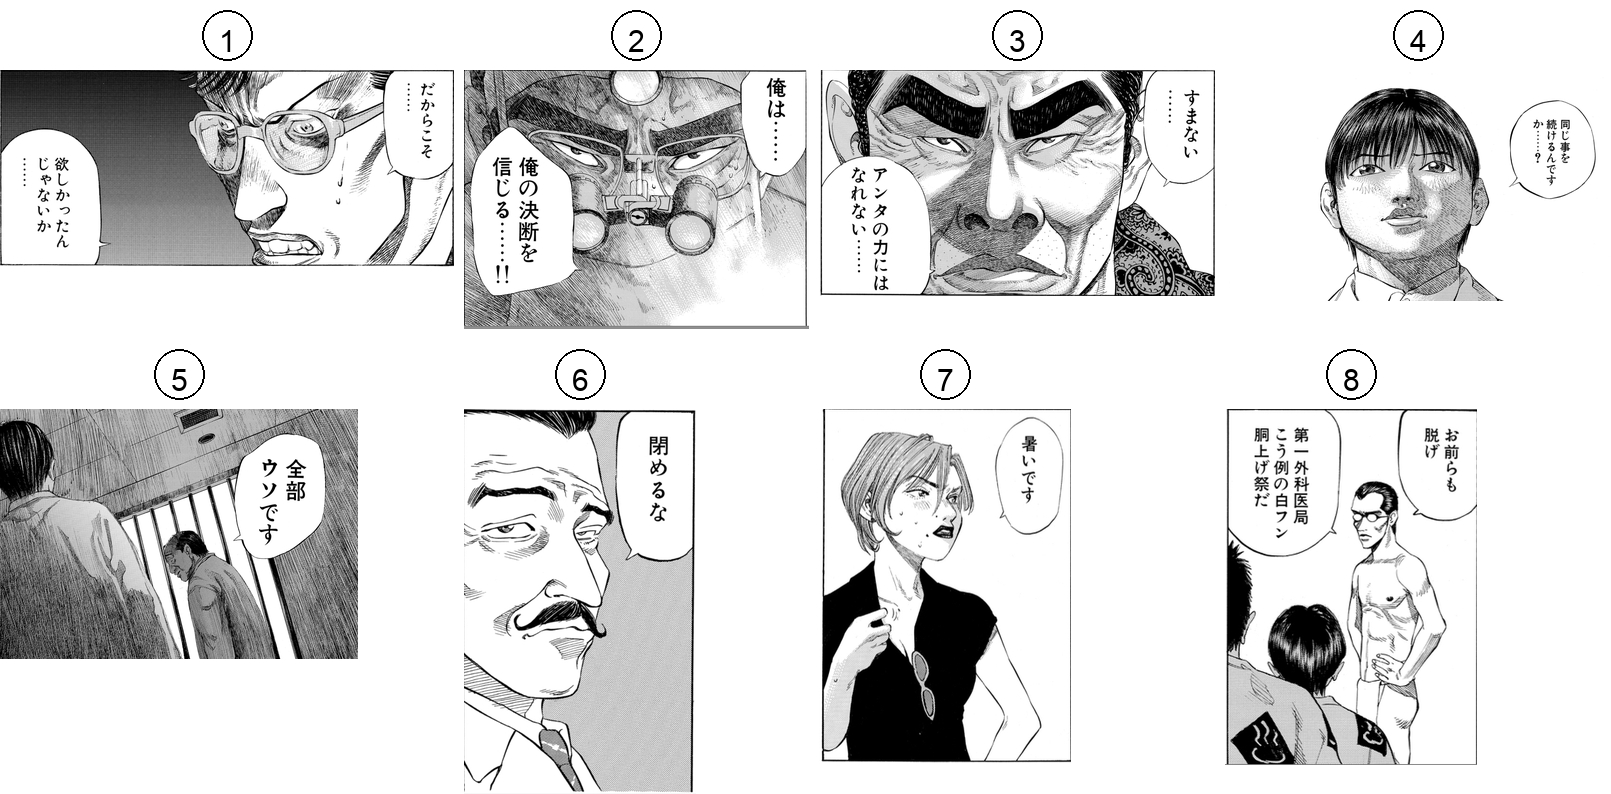 1
だからこそ
……
欲しかったん
じゃないか
……
2
俺は……
俺の決断を
信じる……!!
3
すまない
……
アンタの力には
なれない……
4
同じ事を
続けるんです
か……?
5
全部
ウソです
6
閉めるな
7
暑いです
8
お前らも
脱げ
第一外科医局
こう例の白フン
胴上げ祭だ